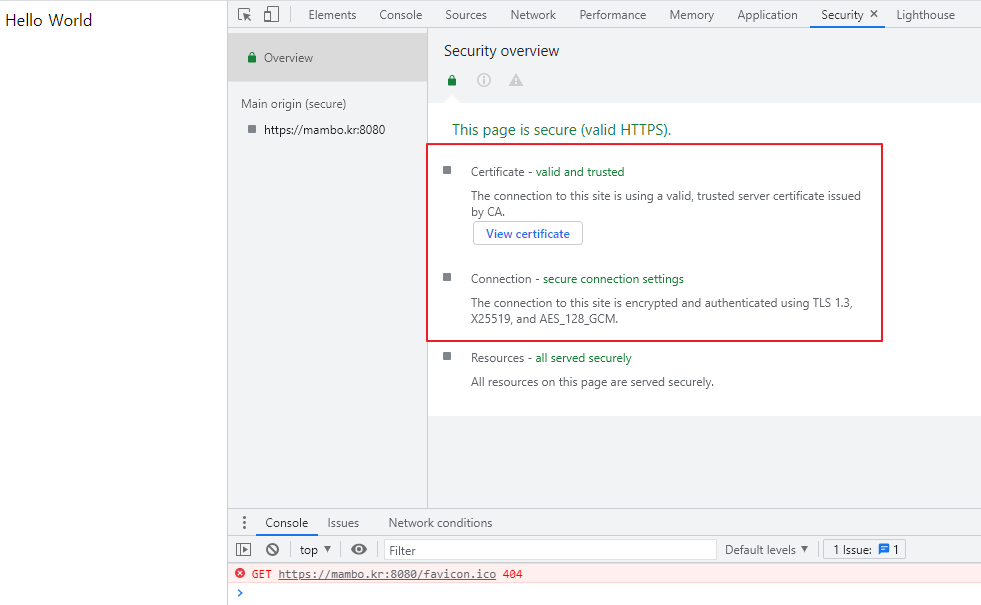 Hello World
Elements Console Sources Network Performance Memory Application Security × Lighthouse
Overview
Main origin (secure)
https://mambo.kr:8080
Security overview
This page is secure (valid HTTPS).
Certificate - valid and trusted
The connection to this site is using a valid, trusted server certificate issued
by CA.
View certificate
Connection - secure connection settings
The connection to this site is encrypted and authenticated using TLS 1.3,
X25519, and AES_128_GCM.
Resources - all served securely
All resources on this page are served securely.
Console Issues Network conditions
top ▼ Filter Default levels ▼ 1 Issue: 1
GET https://mambo.kr:8080/favicon.ico 404
>